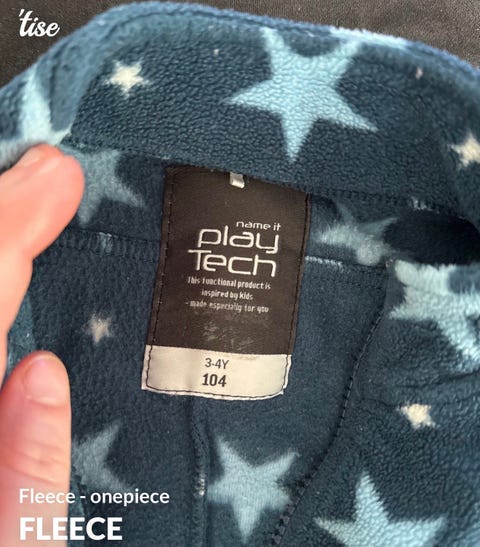 'tise
name it
play
Tech
This functional product is
inspired by kids
- made especially for you
3-4Y
104
Fleece - onepiece
FLEECE